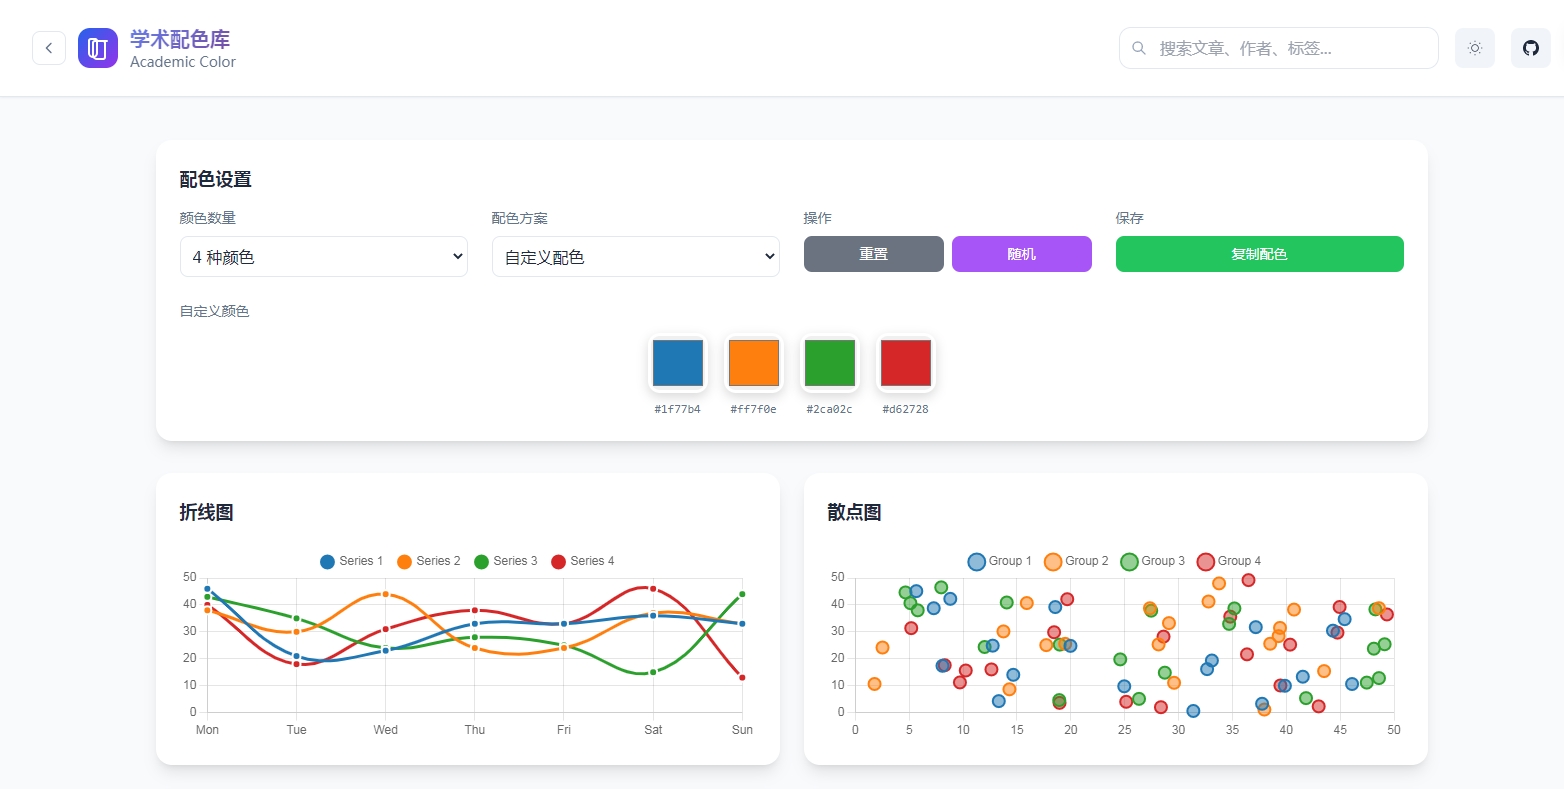 学术配色库
Academic Color
搜索文章、作者、标签...
配色设置
颜色数量
配色方案
操作
保存
4 种颜色
自定义配色
重置
随机
复制配色
自定义颜色
#1f77b4
#ff7f0e
#2ca02c
#d62728
折线图
Series 1
Series 2
Series 3
Series 4
50
40
30
20
10
0
Mon
Tue
Wed
Thu
Fri
Sat
Sun
散点图
Group 1
Group 2
Group 3
Group 4
50
40
30
20
10
0
0
5
10
15
20
25
30
35
40
45
50